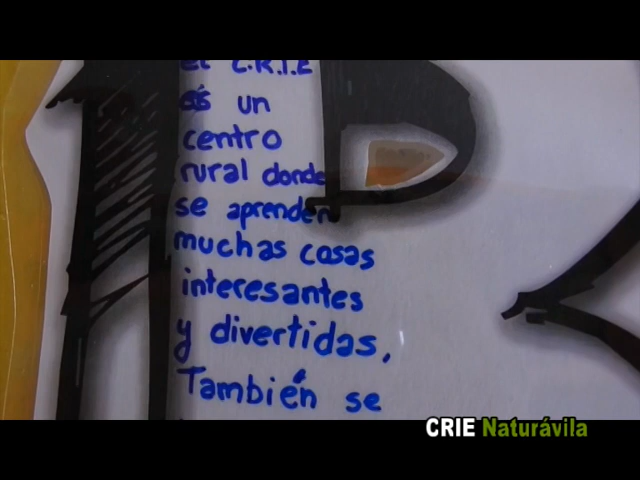 el C.R.I.E
es un
centro
rural donde
se aprenden
muchas cosas
interesantes
y divertidas,
También se
CRIE Naturávila